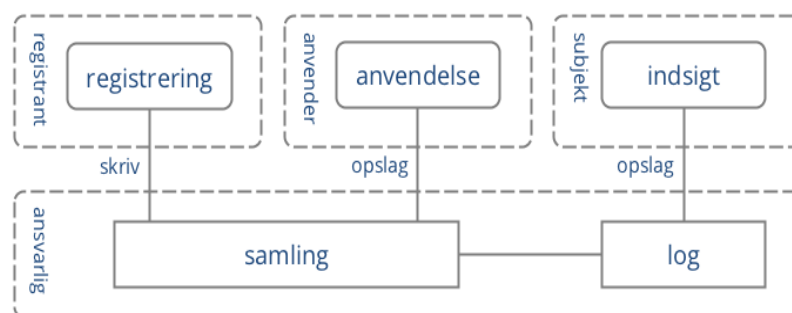 registrant
registrering
anvender
anvendelse
subjekt
indsigt
skriv
opslag
opslag
ansvarlig
samling
log